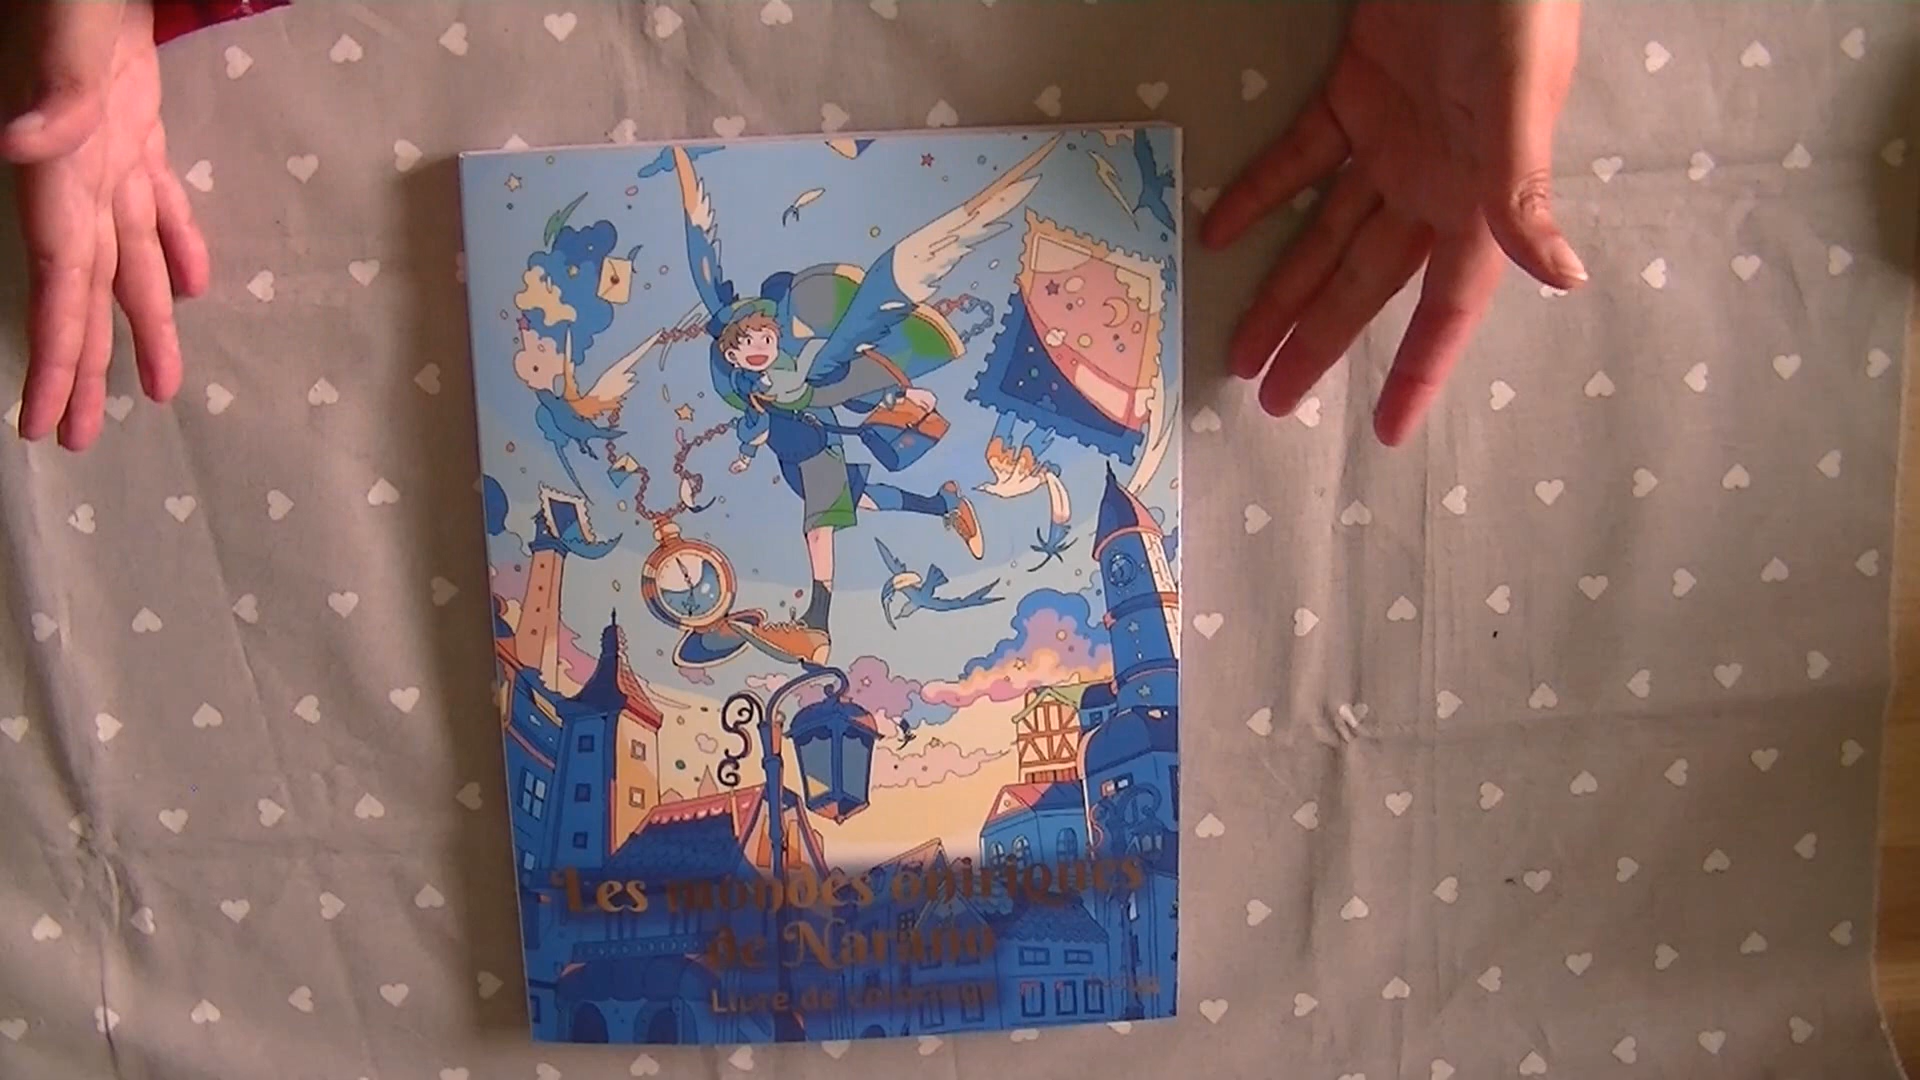 Les mondes oniriques
de Narano
Livre de coloriage